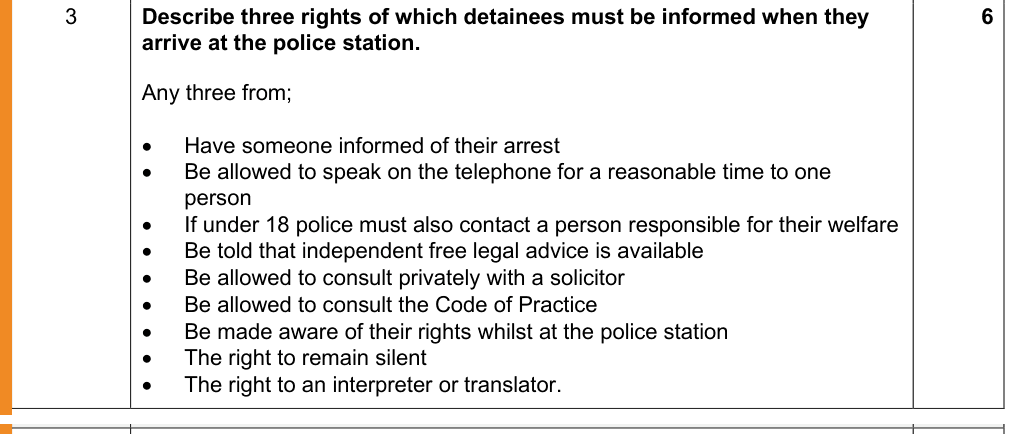 3 Describe three rights of which detainees must be informed when they 6
arrive at the police station.
Any three from;
• Have someone informed of their arrest
• Be allowed to speak on the telephone for a reasonable time to one
person
• If under 18 police must also contact a person responsible for their welfare
• Be told that independent free legal advice is available
• Be allowed to consult privately with a solicitor
• Be allowed to consult the Code of Practice
• Be made aware of their rights whilst at the police station
• The right to remain silent
• The right to an interpreter or translator.